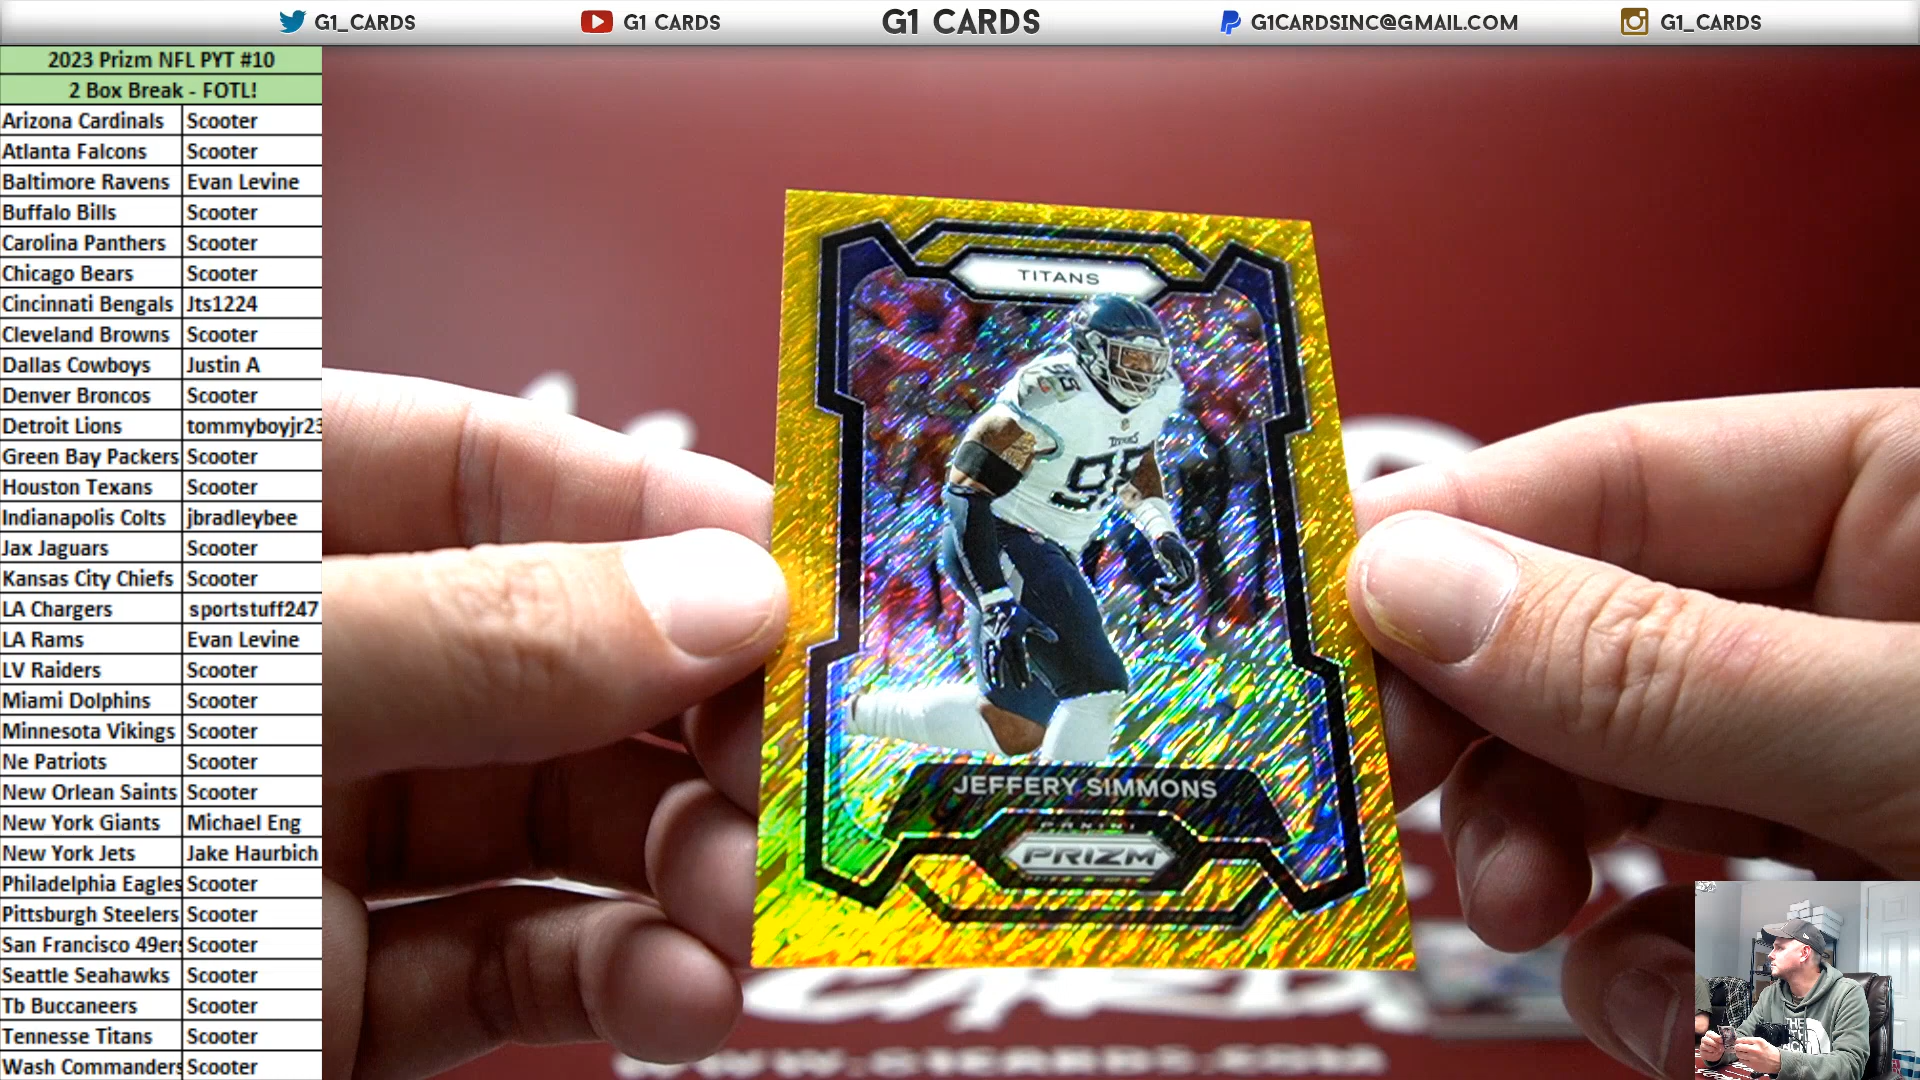 G1_CARDS
G1 CARDS
G1 CARDS
G1CARDSINC@GMAIL.COM
G1_CARDS
2023 Prizm NFL PYT #10
2 Box Break - FOTL!
Arizona Cardinals Scooter
Atlanta Falcons Scooter
Baltimore Ravens Evan Levine
Buffalo Bills Scooter
Carolina Panthers Scooter
Chicago Bears Scooter
Cincinnati Bengals Jts1224
Cleveland Browns Scooter
Dallas Cowboys Justin A
Denver Broncos Scooter
Detroit Lions tommyboyjr23
Green Bay Packers Scooter
Houston Texans Scooter
Indianapolis Colts jbradleybee
Jax Jaguars Scooter
Kansas City Chiefs Scooter
LA Chargers sportstuff247
LA Rams Evan Levine
LV Raiders Scooter
Miami Dolphins Scooter
Minnesota Vikings Scooter
Ne Patriots Scooter
New Orlean Saints Scooter
New York Giants Michael Eng
New York Jets Jake Haurbich
Philadelphia Eagles Scooter
Pittsburgh Steelers Scooter
San Francisco 49ers Scooter
Seattle Seahawks Scooter
Tb Buccaneers Scooter
Tennesse Titans Scooter
Wash Commanders Scooter
TITANS
98
TITANS
98
JEFFERY SIMMONS
PANINI
PRIZM
THE